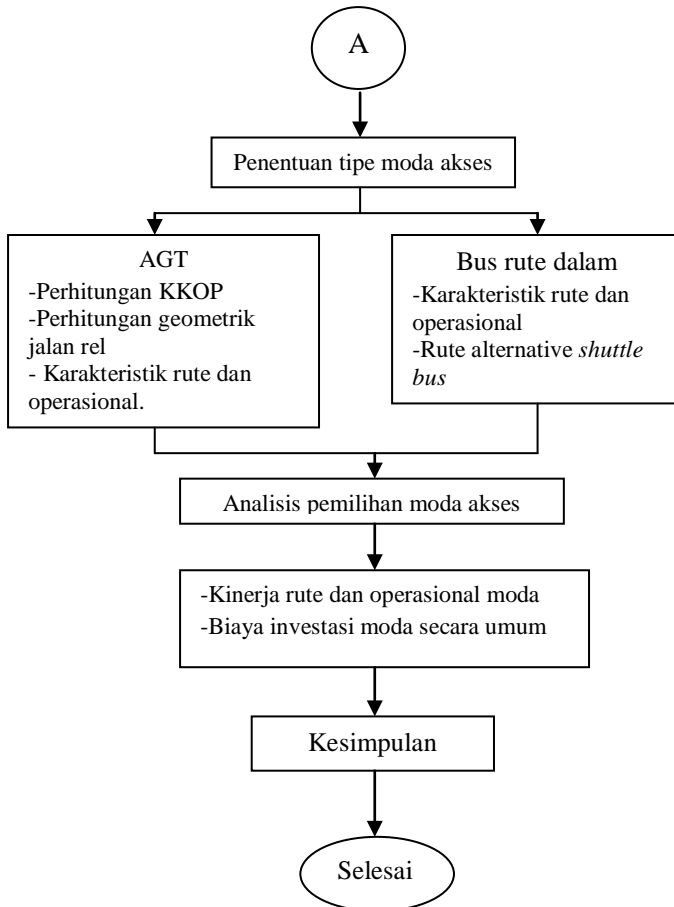 A
Penentuan tipe moda akses
AGT
-Perhitungan KKOP
-Perhitungan geometrik
jalan rel
- Karakteristik rute dan
operasional.
Bus rute dalam
-Karakteristik rute dan
operasional
-Rute alternative shuttle
bus
Analisis pemilihan moda akses
-Kinerja rute dan operasional moda
-Biaya investasi moda secara umum
Kesimpulan
Selesai